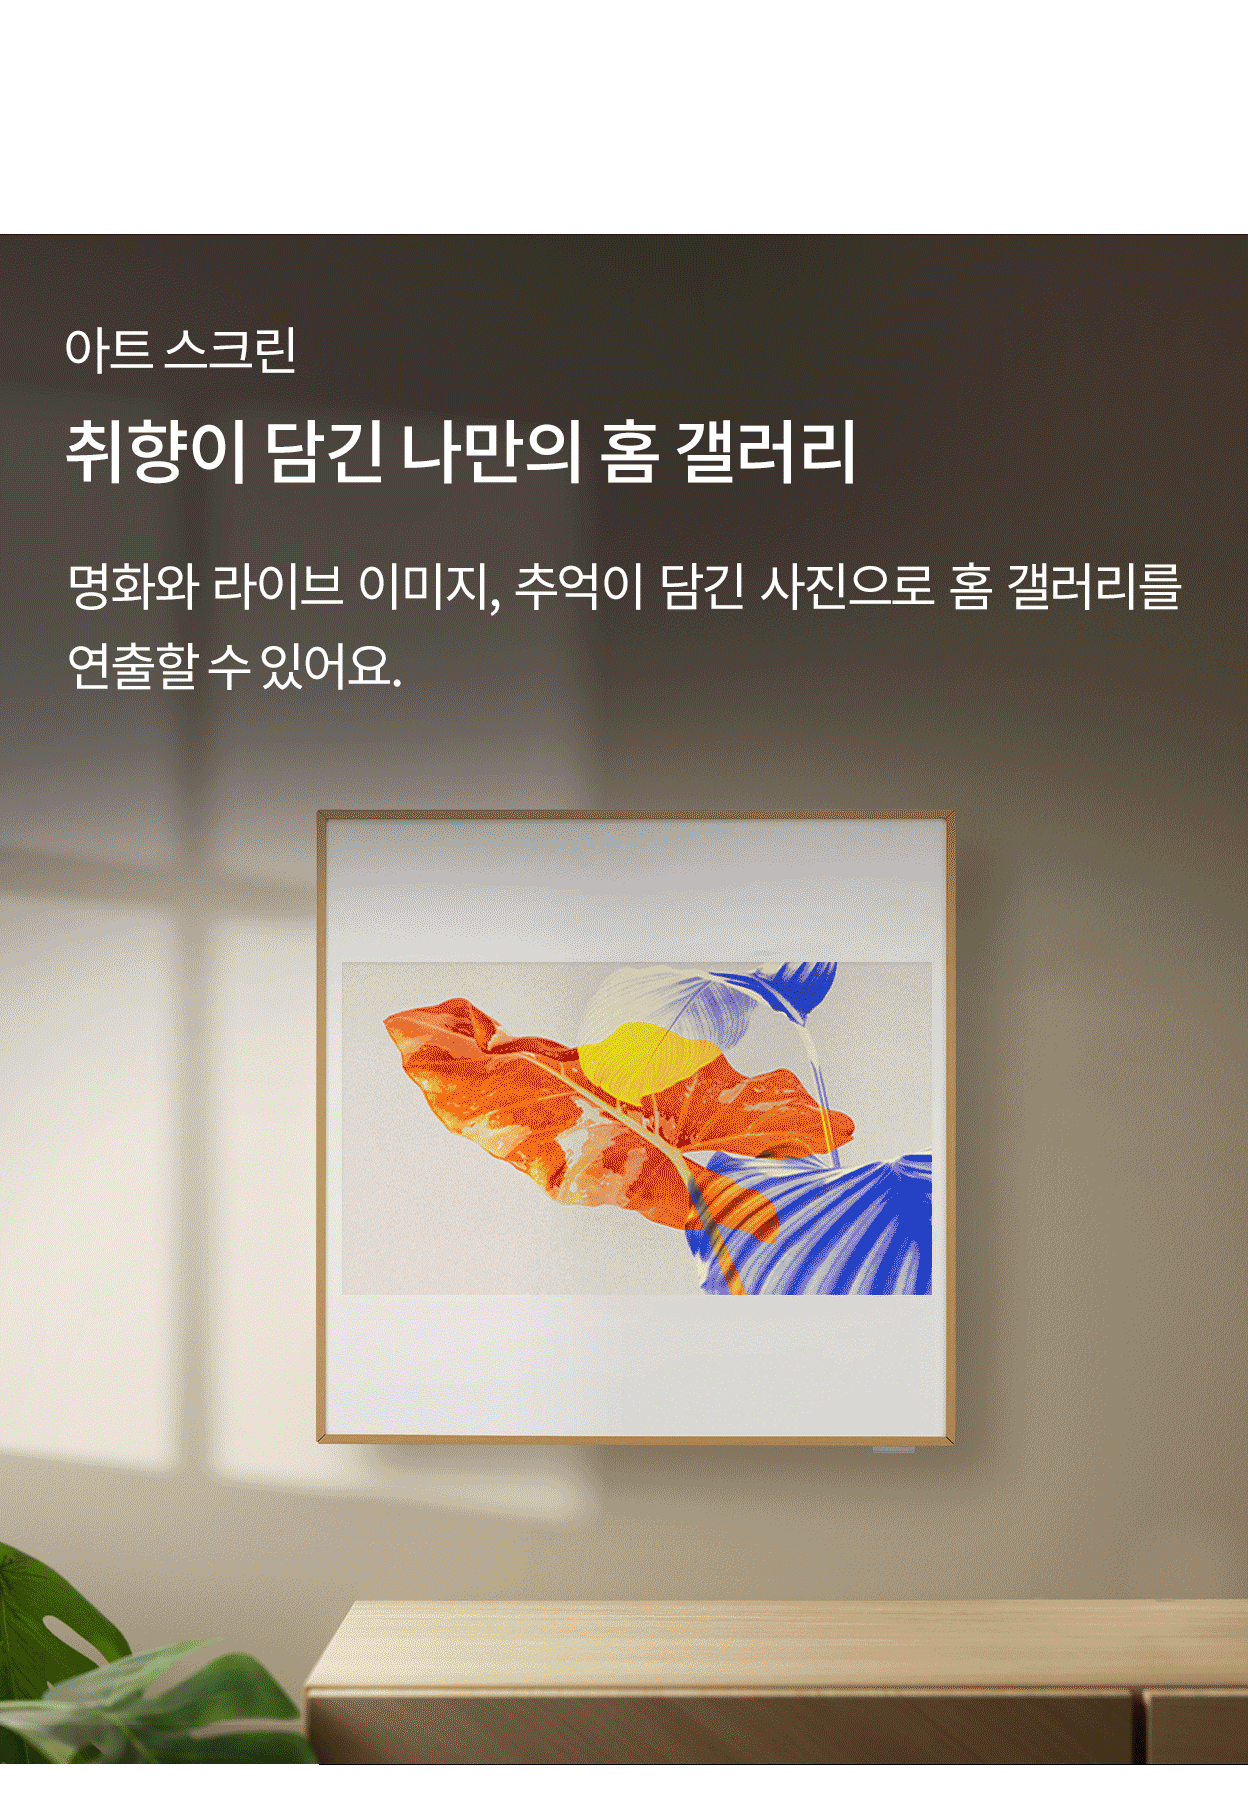 아트 스크린
취향이 담긴 나만의 홈 갤러리
명화와 라이브 이미지, 추억이 담긴 사진으로 홈 갤러리를
연출할 수 있어요.